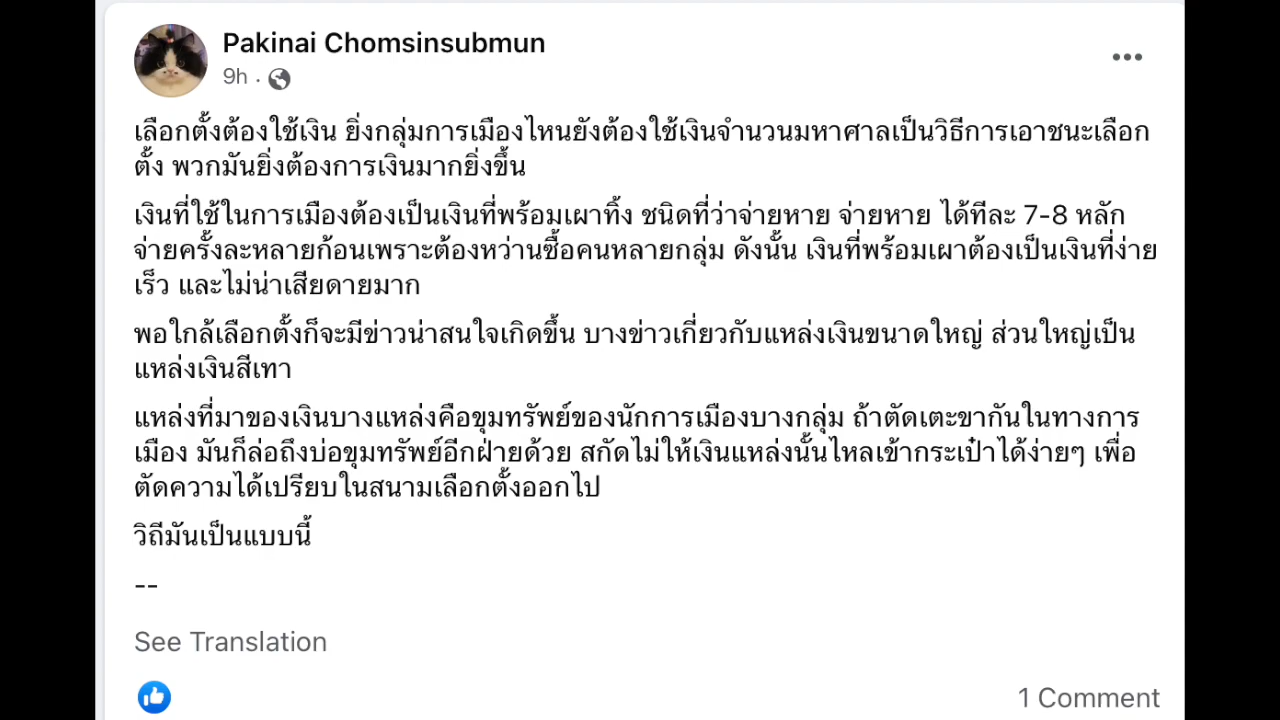 Pakinai Chomsinsubmun
9h ·
เลือกตั้งต้องใช้เงิน ยิ่งกลุ่มการเมืองไหนยังต้องใช้เงินจำนวนมหาศาลเป็นวิธีการเอาชนะเลือก
ตั้ง พวกมันยิ่งต้องการเงินมากยิ่งขึ้น
เงินที่ใช้ในการเมืองต้องเป็นเงินที่พร้อมเผาทิ้ง ชนิดที่ว่าจ่ายหาย จ่ายหาย ได้ทีละ 7-8 หลัก
จ่ายครั้งละหลายก้อนเพราะต้องหว่านซื้อคนหลายกลุ่ม ดังนั้น เงินที่พร้อมเผาต้องเป็นเงินที่ง่าย
เร็ว และไม่น่าเสียดายมาก
พอใกล้เลือกตั้งก็จะมีข่าวน่าสนใจเกิดขึ้น บางข่าวเกี่ยวกับแหล่งเงินขนาดใหญ่ ส่วนใหญ่เป็น
แหล่งเงินสีเทา
แหล่งที่มาของเงินบางแหล่งคือขุมทรัพย์ของนักการเมืองบางกลุ่ม ถ้าตัดเตะขากันในทางการ
เมือง มันก็ล่อถึงบ่อขุมทรัพย์อีกฝ่ายด้วย สกัดไม่ให้เงินแหล่งนั้นไหลเข้ากระเป๋าได้ง่ายๆ เพื่อ
ตัดความได้เปรียบในสนามเลือกตั้งออกไป
วิถีมันเป็นแบบนี้
--
See Translation
1 Comment